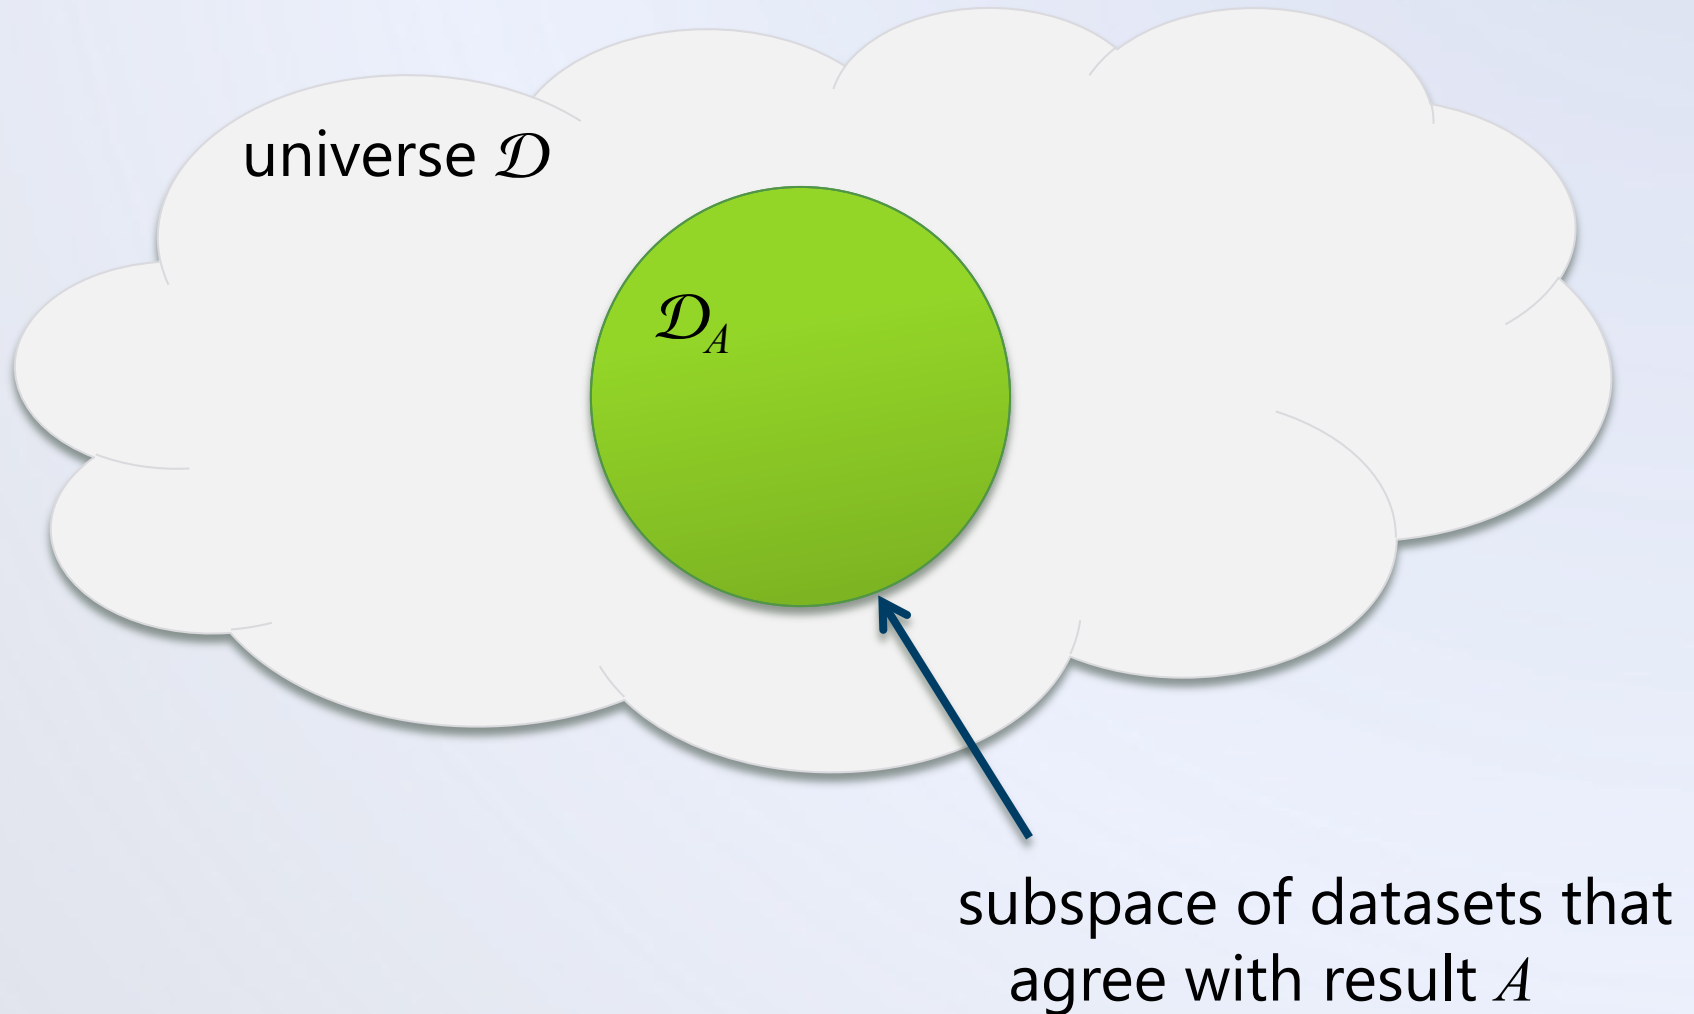 universe 𝒟
𝒟_A
subspace of datasets that
agree with result A